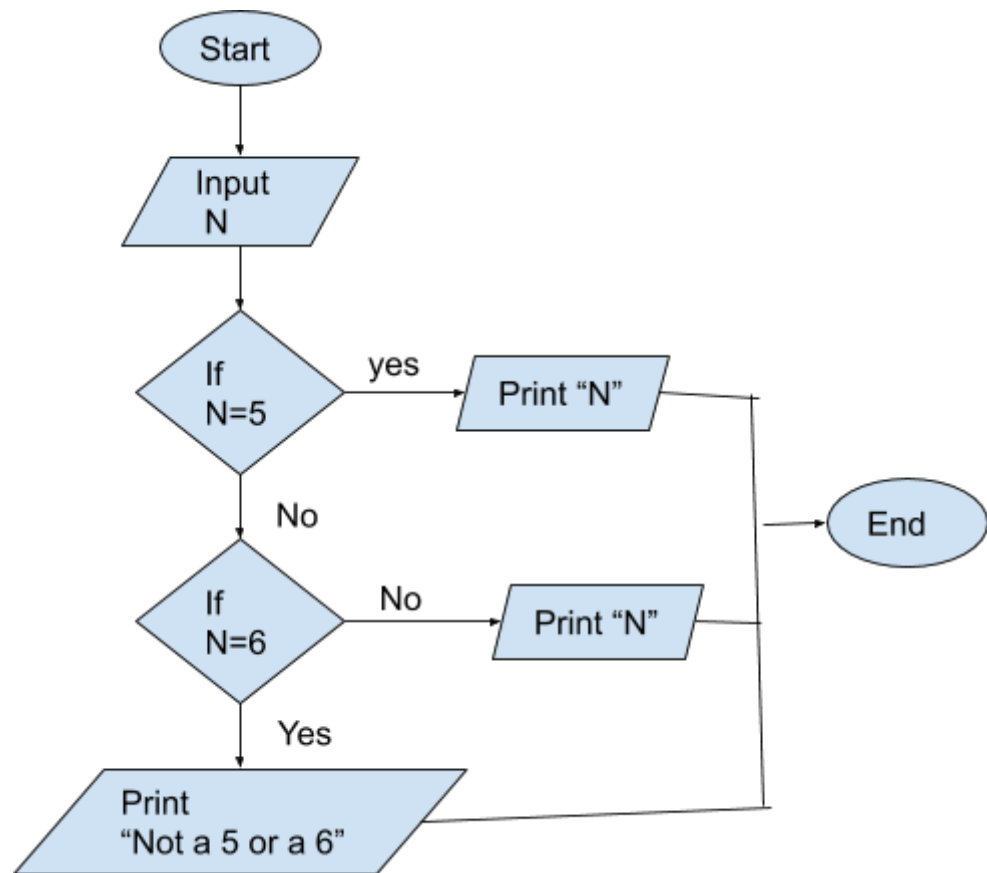 Start
Input
N
If
N=5
yes
Print “N”
No
End
If
N=6
No
Print “N”
Yes
Print
“Not a 5 or a 6”